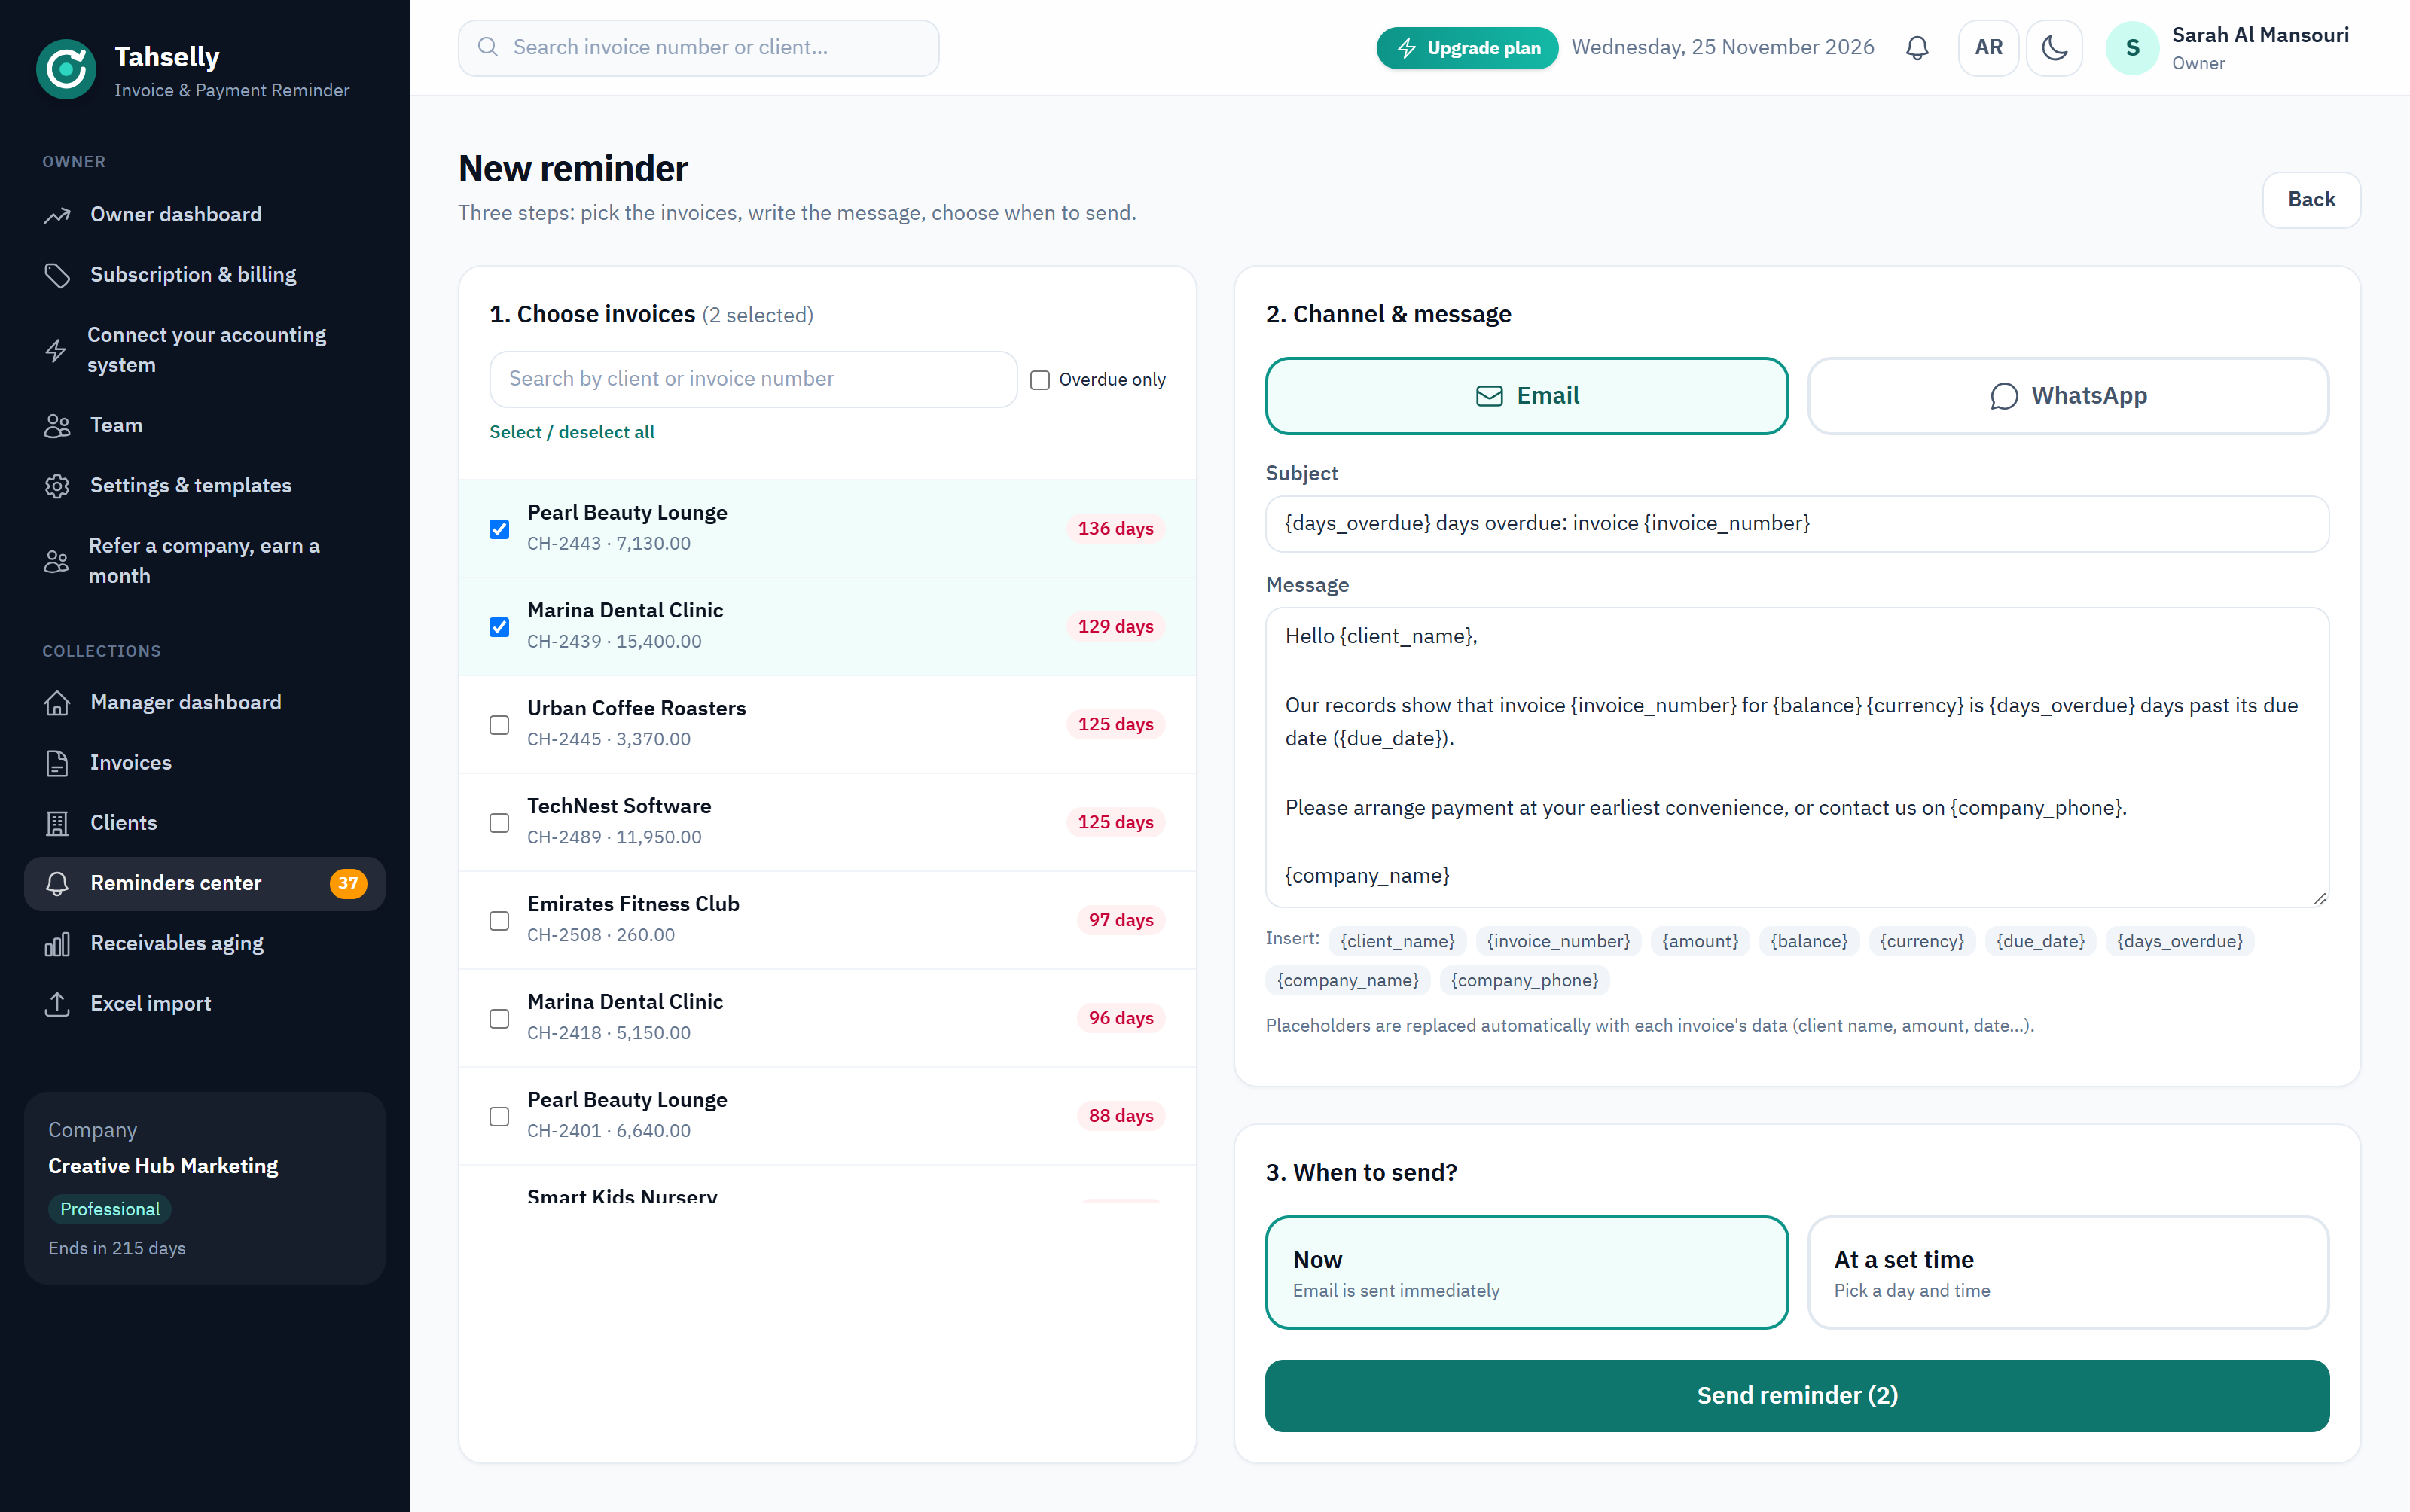 Tahselly
Invoice & Payment Reminder
OWNER
Owner dashboard
Subscription & billing
Connect your accounting
system
Team
Settings & templates
Refer a company, earn a
month
COLLECTIONS
Manager dashboard
Invoices
Clients
Reminders center 37
Receivables aging
Excel import
Company
Creative Hub Marketing
Professional
Ends in 215 days
Search invoice number or client...
Upgrade plan
Wednesday, 25 November 2026
AR
S
Sarah Al Mansouri
Owner
New reminder
Three steps: pick the invoices, write the message, choose when to send.
Back
1. Choose invoices (2 selected)
Search by client or invoice number
Overdue only
Select / deselect all
Pearl Beauty Lounge
CH-2443 · 7,130.00
136 days
Marina Dental Clinic
CH-2439 · 15,400.00
129 days
Urban Coffee Roasters
CH-2445 · 3,370.00
125 days
TechNest Software
CH-2489 · 11,950.00
125 days
Emirates Fitness Club
CH-2508 · 260.00
97 days
Marina Dental Clinic
CH-2418 · 5,150.00
96 days
Pearl Beauty Lounge
CH-2401 · 6,640.00
88 days
Smart Kids Nursery
2. Channel & message
Email
WhatsApp
Subject
{days_overdue} days overdue: invoice {invoice_number}
Message
Hello {client_name},
Our records show that invoice {invoice_number} for {balance} {currency} is {days_overdue} days past its due
date ({due_date}).
Please arrange payment at your earliest convenience, or contact us on {company_phone}.
{company_name}
Insert: {client_name} {invoice_number} {amount} {balance} {currency} {due_date} {days_overdue}
{company_name} {company_phone}
Placeholders are replaced automatically with each invoice's data (client name, amount, date...).
3. When to send?
Now
Email is sent immediately
At a set time
Pick a day and time
Send reminder (2)